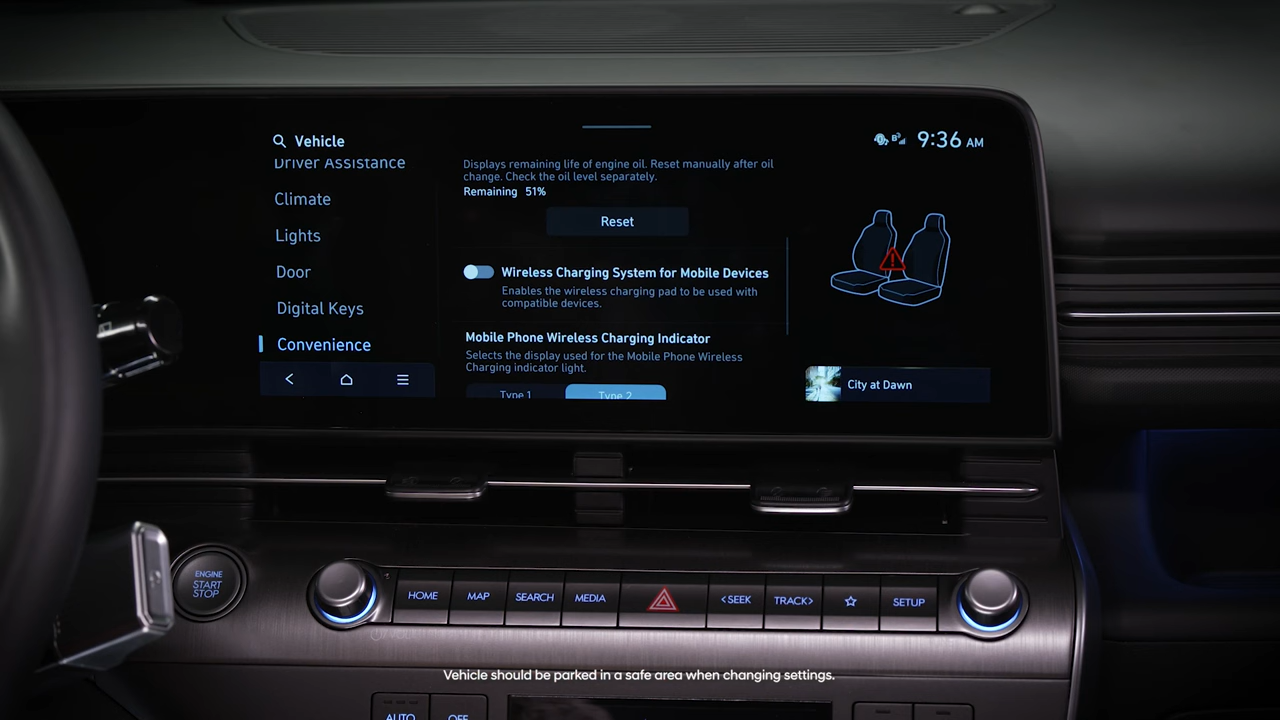 Vehicle
9:36 AM
Driver Assistance
Climate
Lights
Door
Digital Keys
Convenience
Displays remaining life of engine oil. Reset manually after oil
change. Check the oil level separately.
Remaining 51%
Reset
Wireless Charging System for Mobile Devices
Enables the wireless charging pad to be used with
compatible devices.
Mobile Phone Wireless Charging Indicator
Selects the display used for the Mobile Phone Wireless
Charging indicator light.
Type 1
Type 2
City at Dawn
ENGINE
START
STOP
HOME
MAP
SEARCH
MEDIA
<SEEK
TRACK>
SETUP
Vehicle should be parked in a safe area when changing settings.
AUTO
OFF